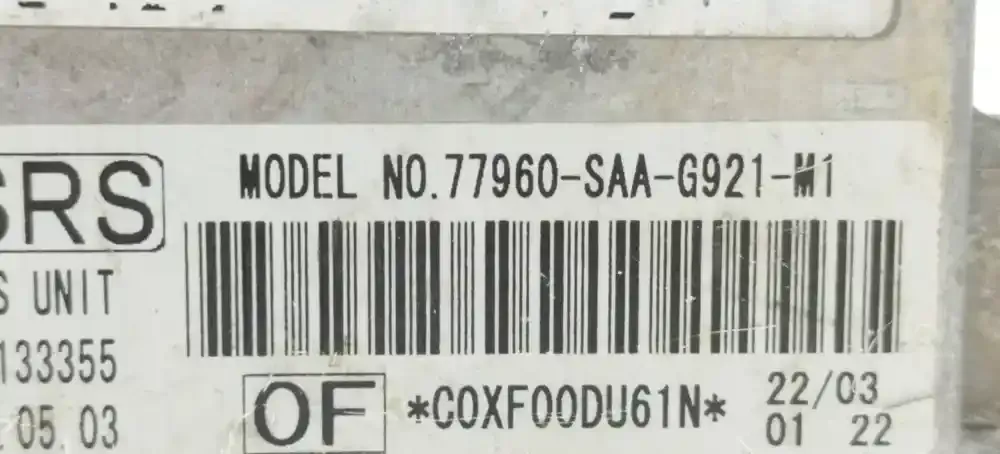 MODEL NO.77960-SAA-G921-M1
SRS
S UNIT
133355
05.03
OF *C0XF00DU61N* 22/03
01 22